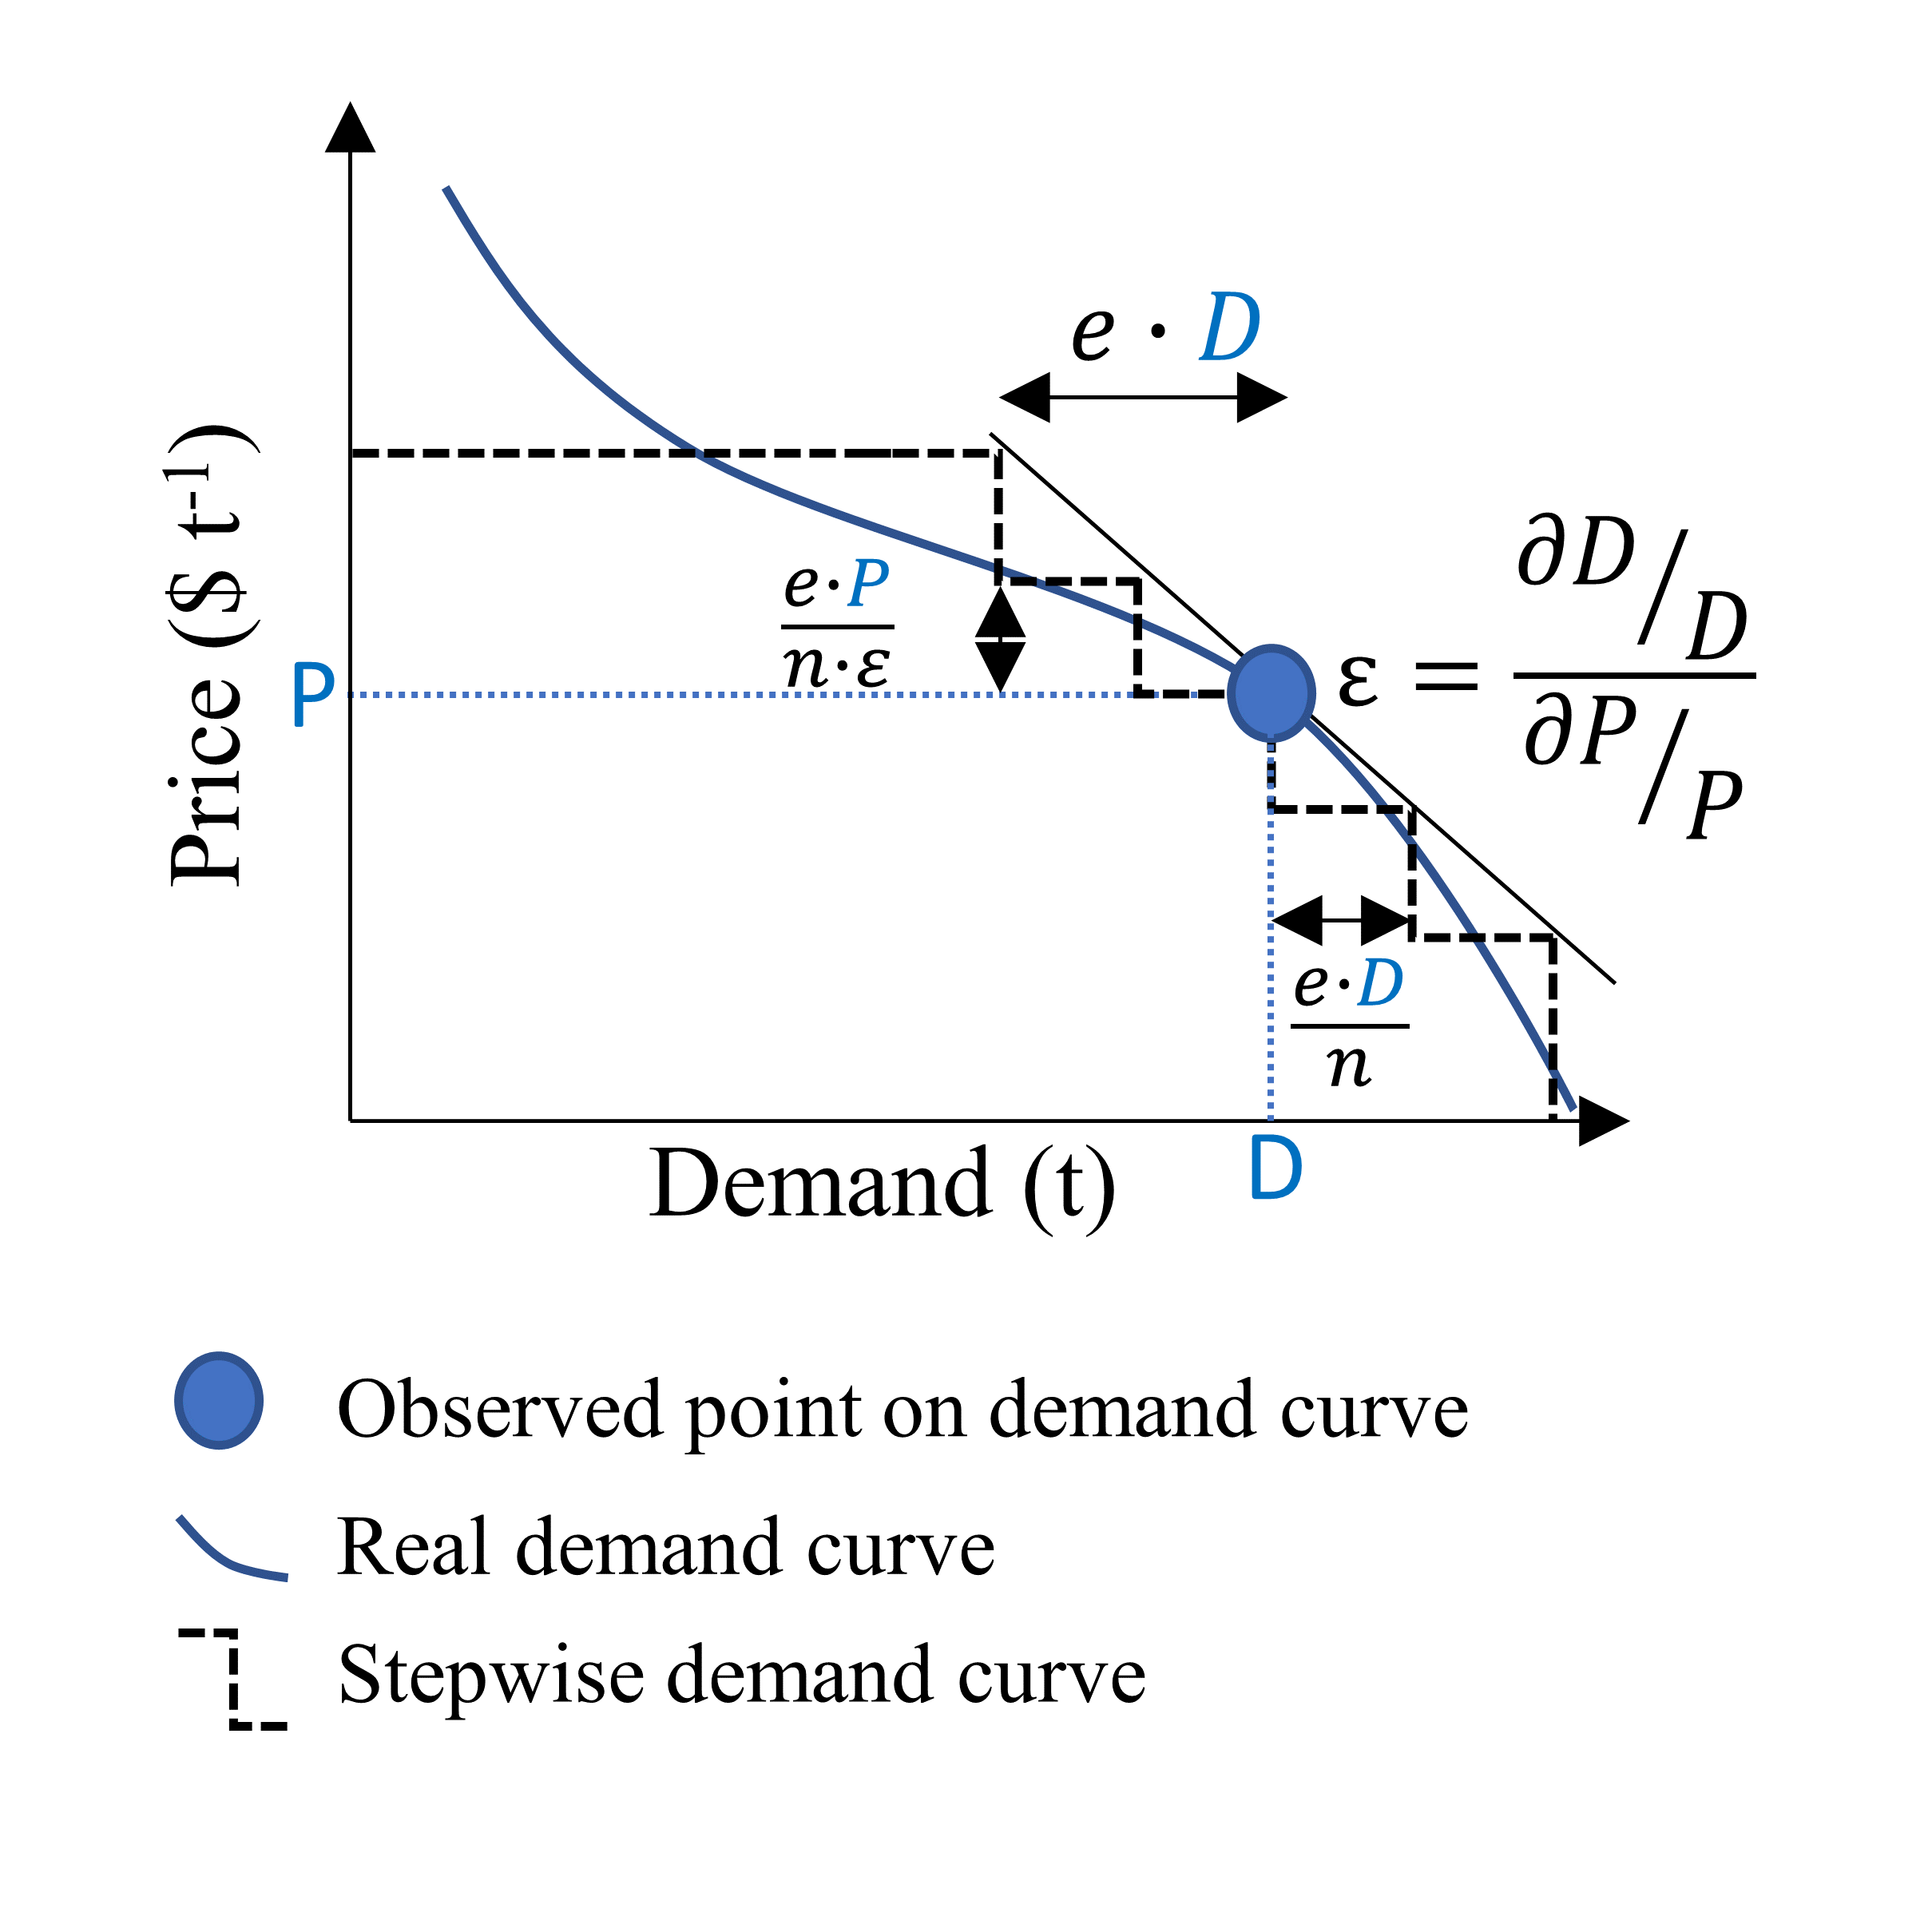 e · D
Price ($ t-1)
e·P
n·ε
P
ε = ∂D/D
∂P/P
e·D
n
Demand (t)
D
Observed point on demand curve
Real demand curve
Stepwise demand curve